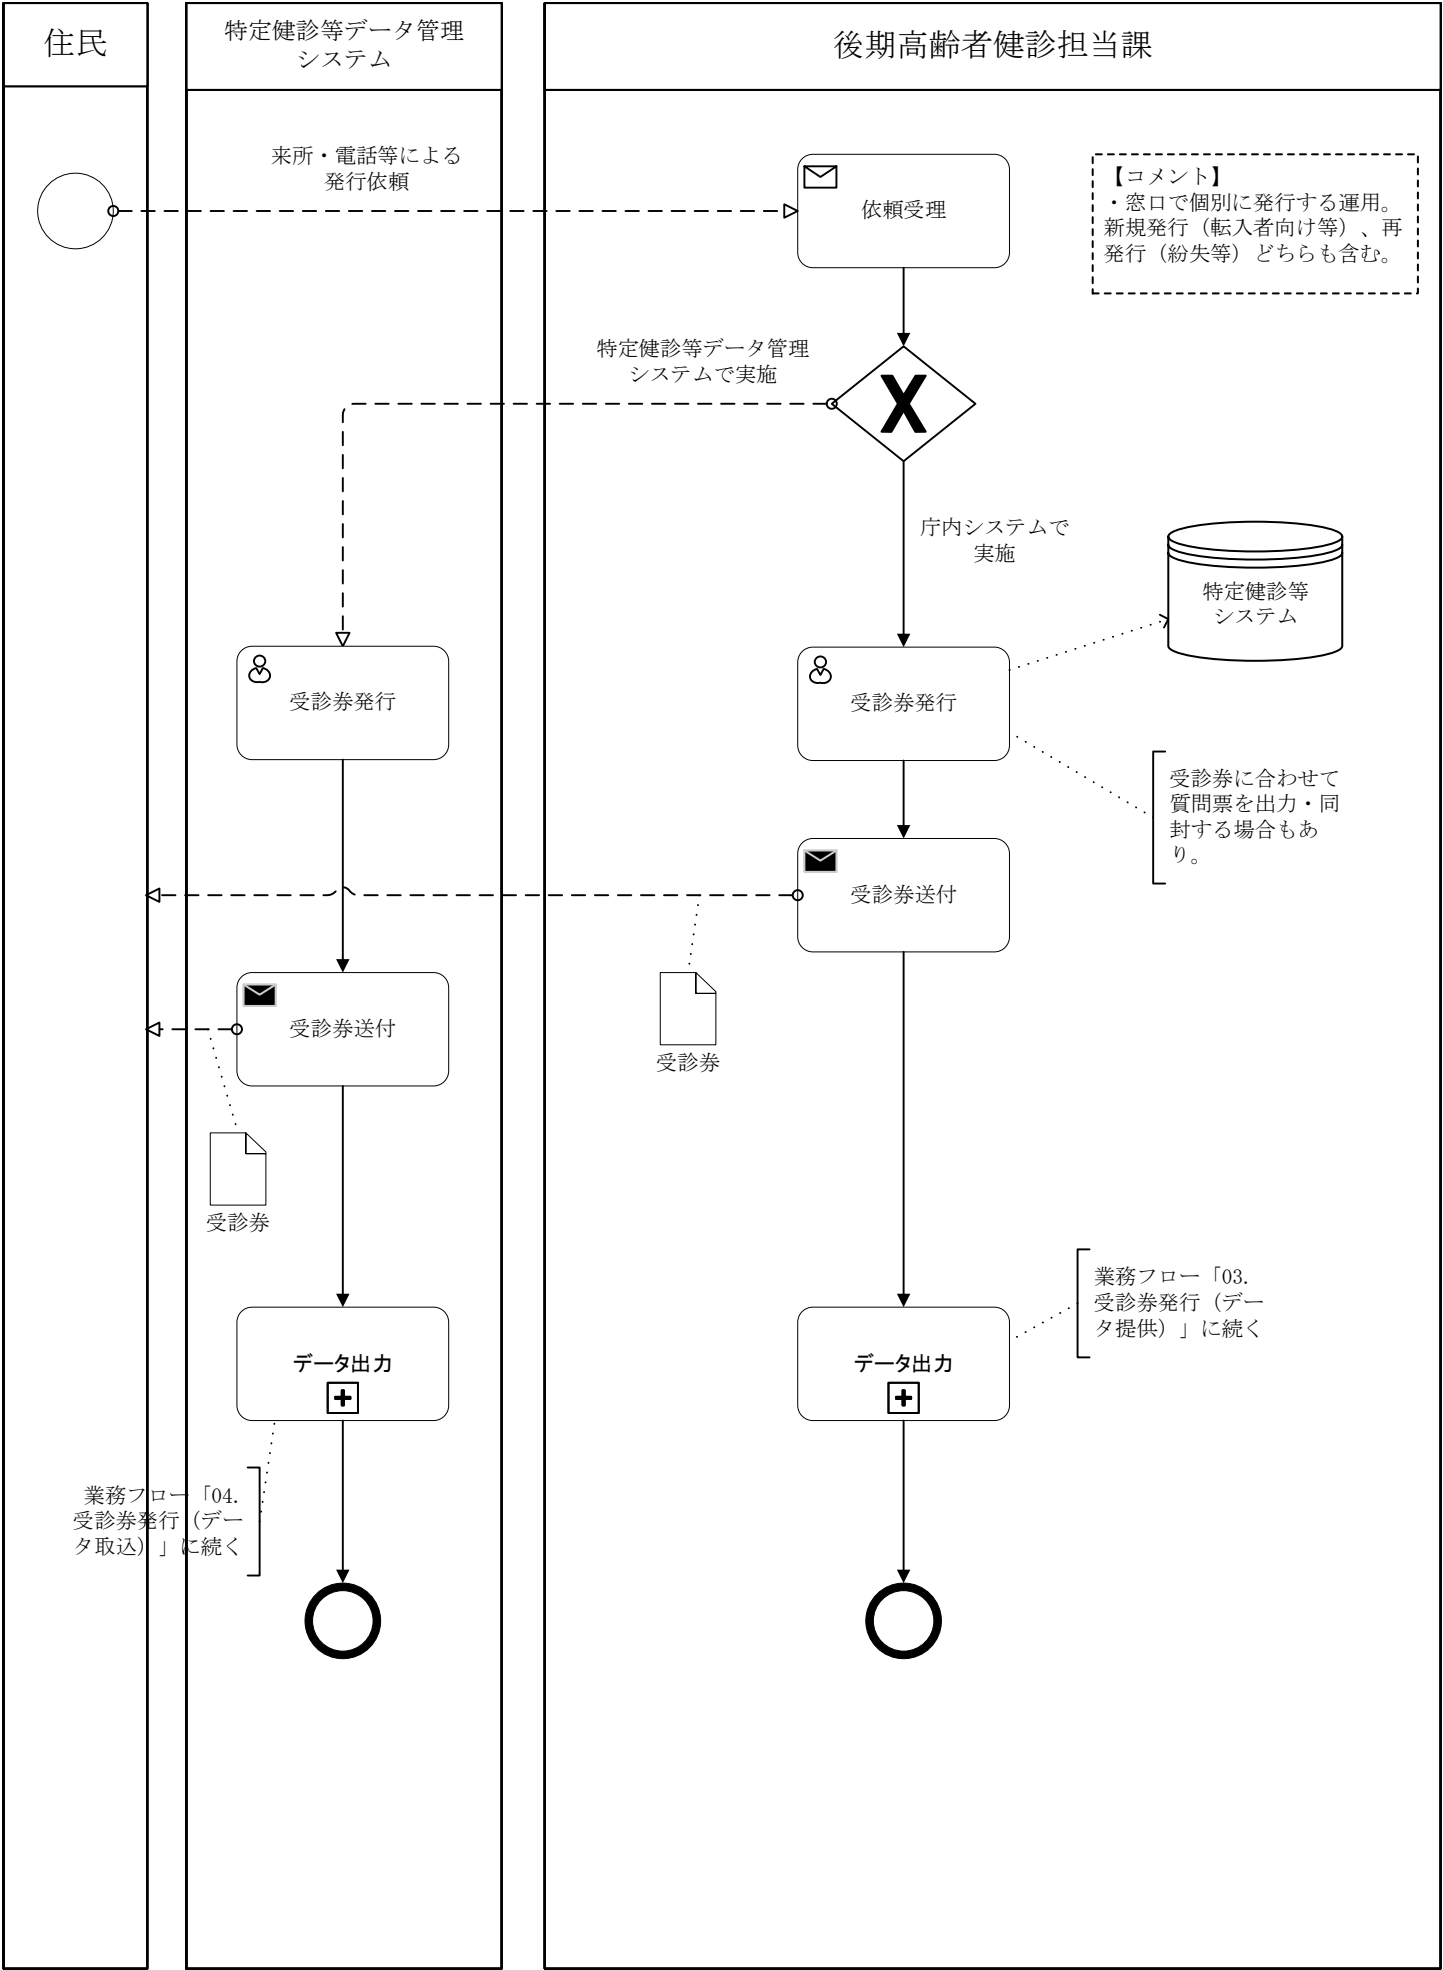 住民
特定健診等データ管理
システム
後期高齢者健診担当課
来所・電話等による
発行依頼
依頼受理
【コメント】
・窓口で個別に発行する運用。
新規発行（転入者向け等）、再
発行（紛失等）どちらも含む。
特定健診等データ管理
システムで実施
庁内システムで
実施
特定健診等
システム
受診券発行
受診券発行
受診券に合わせて
質問票を出力・同
封する場合もあ
り。
受診券送付
受診券送付
受診券
受診券
業務フロー「03.
受診券発行（デー
タ提供）」に続く
データ出力
データ出力
業務フロー「04.
受診券発行（デー
タ取込）」に続く